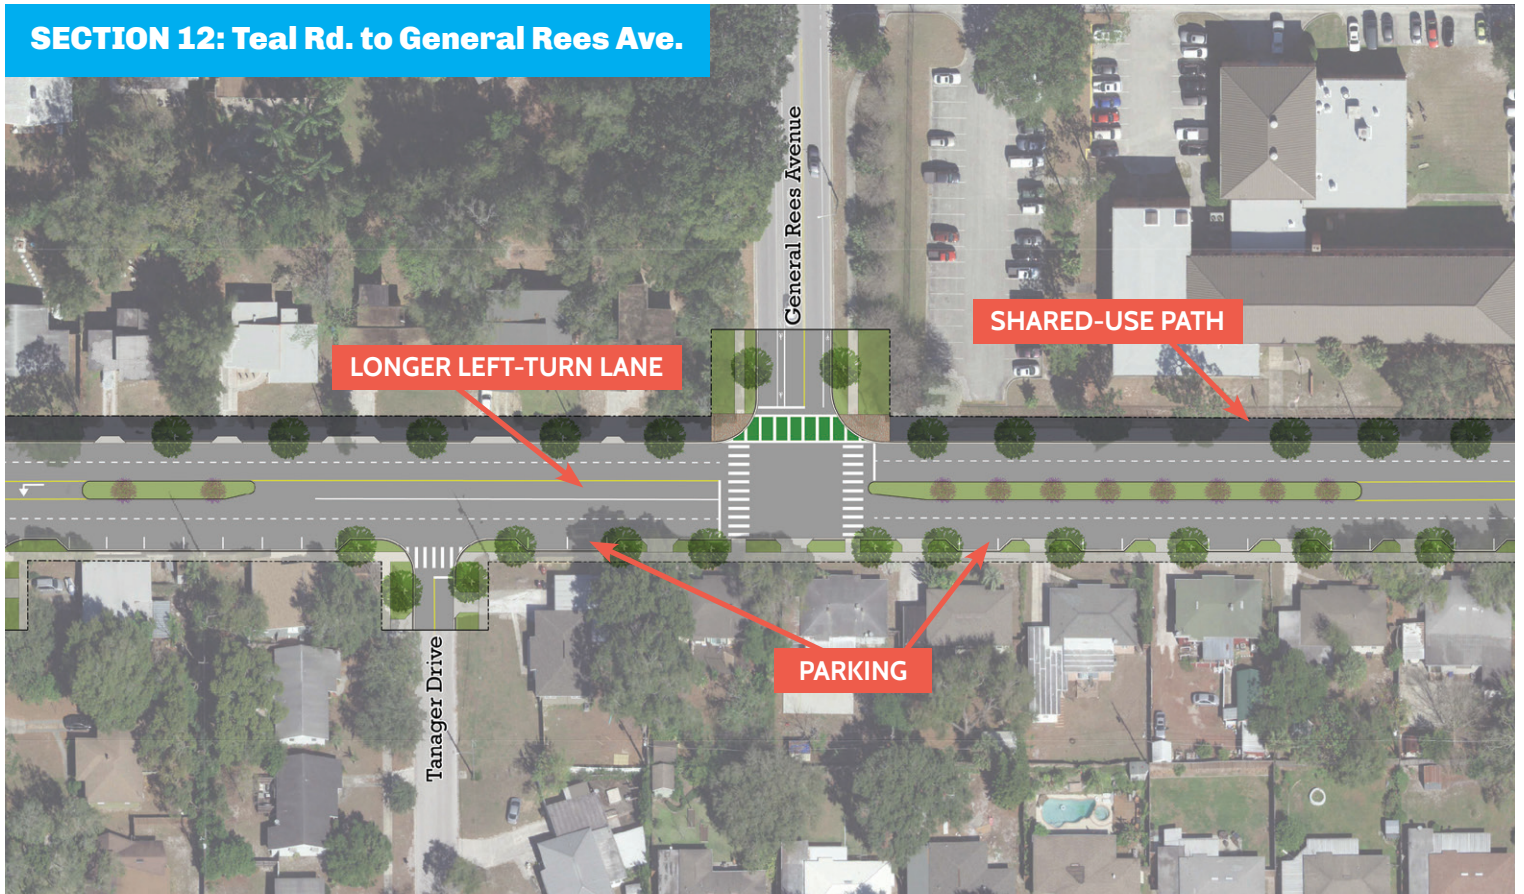 SECTION 12: Teal Rd. to General Rees Ave.
General Rees Avenue
SHARED-USE PATH
LONGER LEFT-TURN LANE
PARKING
Tanager Drive